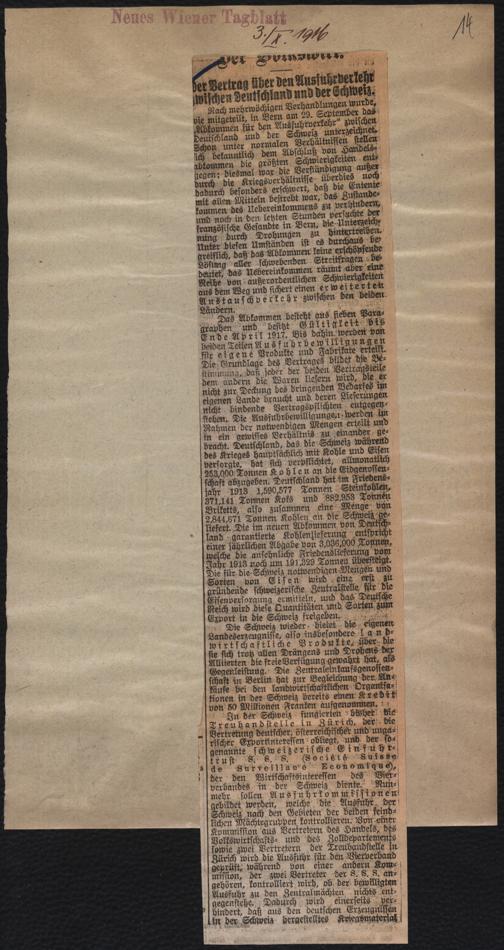 Neues Wiener Tagblatt
3./X. 1916
14
Der Volkswirt.
Der Vertrag über den Ausfuhrverkehr
zwischen Deutschland und der Schweiz.
Nach mehrwöchigen Verhandlungen wurde,
wie mitgeteilt, in Bern am 29. September das
„Abkommen für den Ausfuhrverkehr" zwischen
Deutschland und der Schweiz unterzeichnet.
Schon unter normalen Verhältnissen stellen
sich bekanntlich dem Abschluß von Handels-
abkommen die größten Schwierigkeiten ent-
gegen; diesmal war die Verständigung außer
durch die Kriegsverhältnisse überdies noch
dadurch besonders erschwert, daß die Entente
mit allen Mitteln bestrebt war, das Zustande-
kommen des Uebereinkommens zu verhindern,
und noch in den letzten Stunden versuchte der
französische Gesandte in Bern, die Unterzeich-
nung durch Drohungen zu hintertreiben.
Unter diesen Umständen ist es durchaus be-
greiflich, daß das Abkommen keine erschöpfende
Lösung aller schwebenden Streitfragen be-
deutet, das Uebereinkommen räumt aber eine
Reihe von außerordentlichen Schwierigkeiten
aus dem Weg und sichert einen erweiterten
Austauschverkehr zwischen den beiden
Ländern.
Das Abkommen besteht aus sieben Para-
graphen und besitzt Gültigkeit bis
Ende April 1917. Bis dahin werden von
beiden Teilen Ausfuhrbewilligungen
für eigene Produkte und Fabrikate erteilt.
Die Grundlage des Vertrages bildet die Be-
stimmung, daß jeder der beiden Vertragsteile
dem andern die Waren liefern wird, die er
nicht zur Deckung des dringenden Bedarfes im
eigenen Lande braucht und deren Lieferungen
nicht bindende Vertragspflichten entgegen-
stehen. Die Ausfuhrbewilligungen werden im
Rahmen der notwendigen Mengen erteilt und
in ein gewisses Verhältnis zu einander ge-
bracht. Deutschland, das die Schweiz während
des Krieges hauptsächlich mit Kohle und Eisen
versorgte, hat sich verpflichtet, allmonatlich
253,000 Tonnen Kohlen an die Eidgenossen-
schaft abzugeben. Deutschland hat im Friedens-
jahr 1913 1,590,577 Tonnen Steinkohlen,
371,141 Tonnen Koks und 882,953 Tonnen
Briketts, also zusammen eine Menge von
2,844,671 Tonnen Kohlen an die Schweiz ge-
liefert. Die im neuen Abkommen von Deutsch-
land garantierte Kohlenlieferung entspricht
einer jährlichen Abgabe von 3,036,000 Tonnen,
welche die ansehnliche Friedenslieferung vom
Jahr 1913 noch um 191,329 Tonnen übersteigt.
Die für die Schweiz notwendigen Mengen und
Sorten von Eisen wird eine erst zu
gründende schweizerische Zentralstelle für die
Eisenversorgung ermitteln, und das Deutsche
Reich wird diese Quantitäten und Sorten zum
Export in die Schweiz freigeben.
Die Schweiz wieder bietet die eigenen
Landeserzeugnisse, also insbesondere land-
wirtschaftliche Produkte, über die
sie sich trotz allen Drängens und Drohens der
Alliierten die freie Verfügung gewahrt hat, als
Gegenleistung. Die Zentraleinkaufsgenossen-
schaft in Berlin hat zur Begleichung der An-
käufe bei den landwirtschaftlichen Organisa-
tionen in der Schweiz bereits einen Kredit
von 50 Millionen Franken aufgenommen.
In der Schweiz fungierten bisher die
Treuhandstelle in Zürich, der die
Vertretung deutscher, österreichischer und unga-
rischer Exportinteressen obliegt, und der so-
genannte schweizerische Einfuhr-
trust S. S. S. (Société Suisse
de Surveillance Economique),
der den Wirtschaftsinteressen des Vier-
verbandes in der Schweiz diente. Nun-
mehr sollen Ausfuhrkommissionen
gebildet werden, welche die Ausfuhr der
Schweiz nach den Gebieten der beiden feind-
lichen Mächtegruppen kontrollieren: Von einer
Kommission aus Vertretern des Handels, des
Volkswirtschafts- und des Zolldepartements
sowie zwei Vertretern der Treuhandstelle in
Zürich wird die Ausfuhr für den Vierverband
geprüft, während von einer andern Kom-
mission, der zwei Vertreter der S. S. S. an-
gehören, kontrolliert wird, ob der bewilligten
Ausfuhr zu den Zentralmächten nichts ent-
gegenstehe. Dadurch wird einerseits ver-
hindert, daß aus den deutschen Erzeugnissen
in der Schweiz hergestelltes Kriegsmaterial